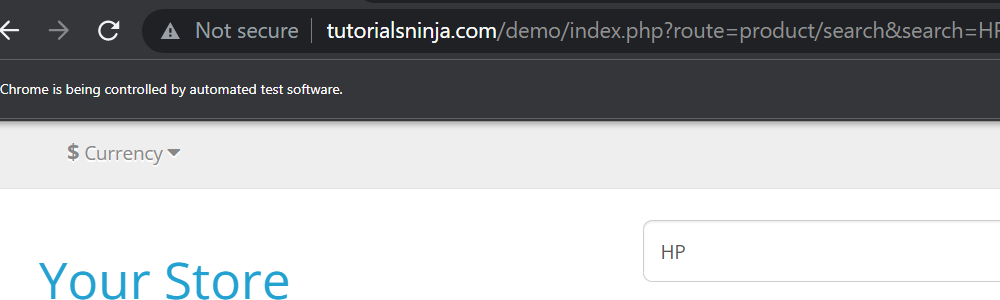 Not secure tutorialsninja.com/demo/index.php?route=product/search&search=HP
Chrome is being controlled by automated test software.
$ Currency
HP
Your Store